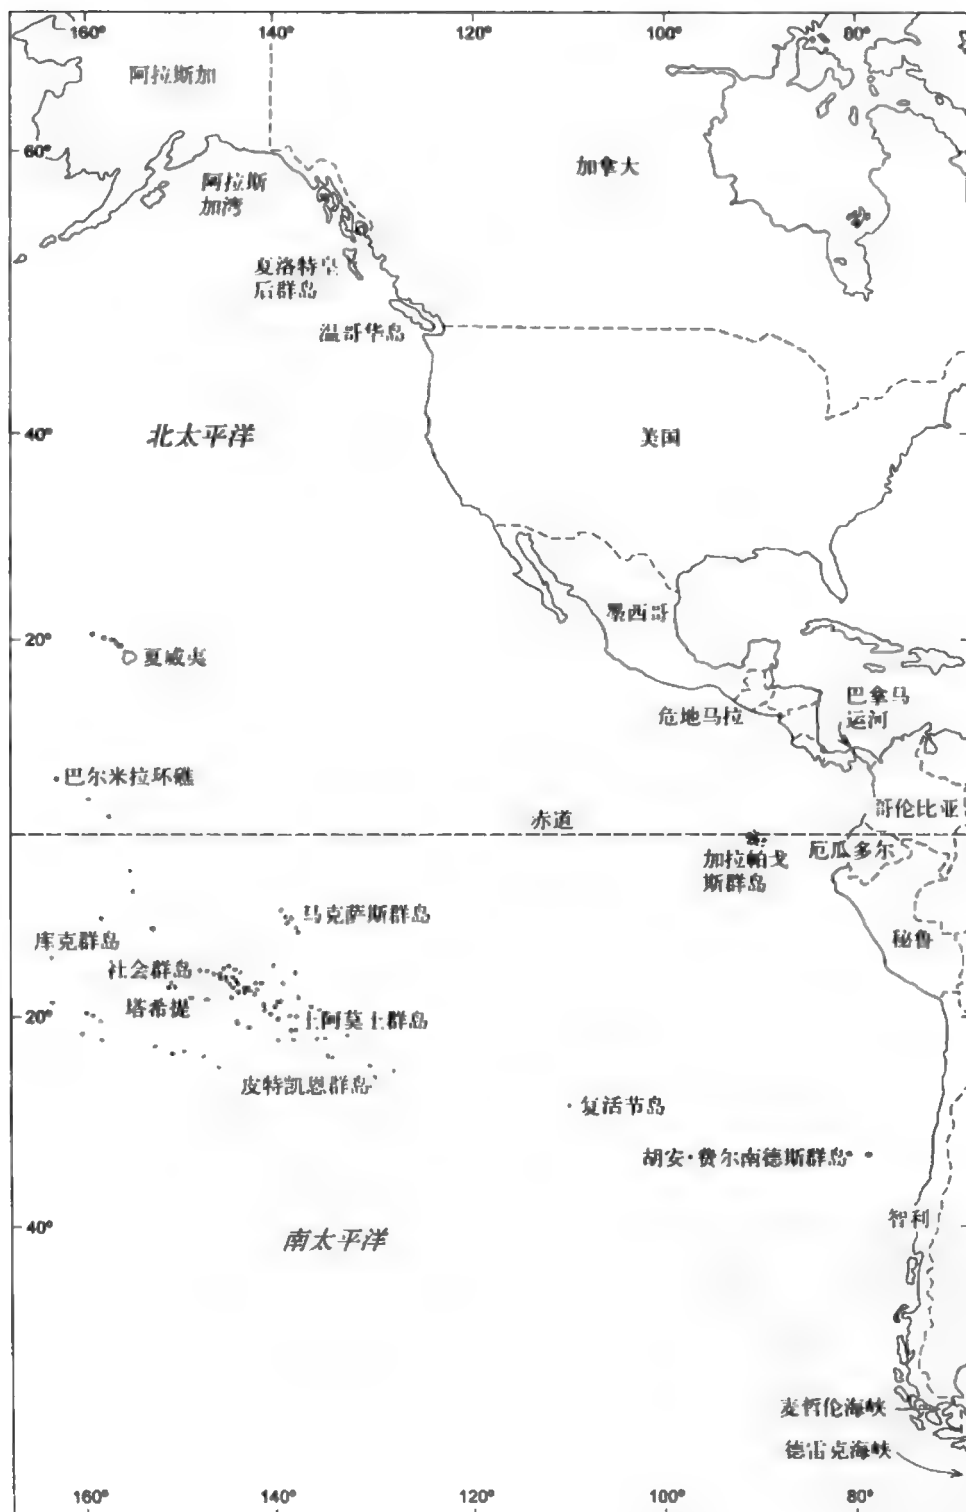 160° 140° 120° 100° 80°
阿拉斯加
60°
加拿大
阿拉斯
加湾
夏洛特皇
后群岛
温哥华岛
北太平洋
40°
美国
墨西哥
20°
夏威夷
危地马拉
巴拿马
运河
巴尔米拉环礁
赤道
哥伦比亚
加拉帕戈
斯群岛
厄瓜多尔
马克萨斯群岛
库克群岛
秘鲁
社会群岛
塔希提
20°
土阿莫土群岛
皮特凯恩群岛
复活节岛
胡安·费尔南德斯群岛
智利
40°
南太平洋
麦哲伦海峡
德雷克海峡
160° 140° 120° 100° 80°